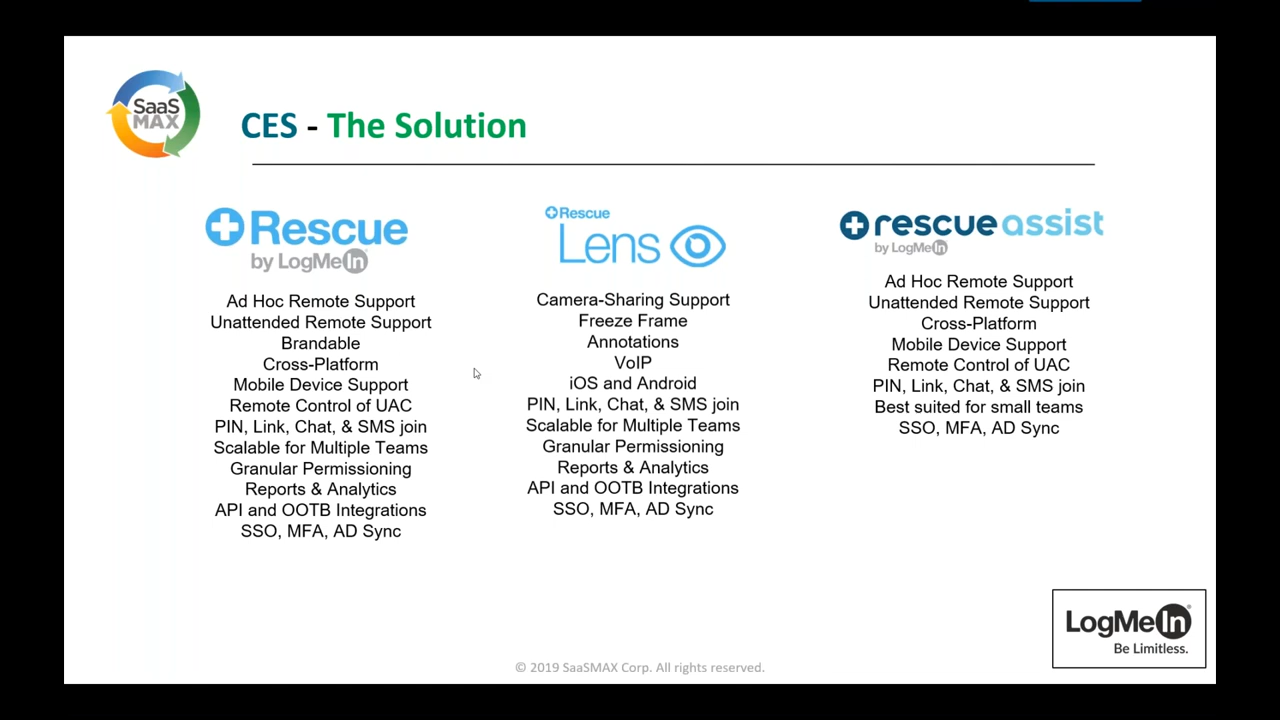 SaaS
MAX
CES - The Solution
Rescue
by LogMeIn
Ad Hoc Remote Support
Unattended Remote Support
Brandable
Cross-Platform
Mobile Device Support
Remote Control of UAC
PIN, Link, Chat, & SMS join
Scalable for Multiple Teams
Granular Permissioning
Reports & Analytics
API and OOTB Integrations
SSO, MFA, AD Sync
Rescue
Lens
Camera-Sharing Support
Freeze Frame
Annotations
VoIP
iOS and Android
PIN, Link, Chat, & SMS join
Scalable for Multiple Teams
Granular Permissioning
Reports & Analytics
API and OOTB Integrations
SSO, MFA, AD Sync
rescueassist
by LogMeIn
Ad Hoc Remote Support
Unattended Remote Support
Cross-Platform
Mobile Device Support
Remote Control of UAC
PIN, Link, Chat, & SMS join
Best suited for small teams
SSO, MFA, AD Sync
LogMeIn®
Be Limitless.
© 2019 SaaSMAX Corp. All rights reserved.